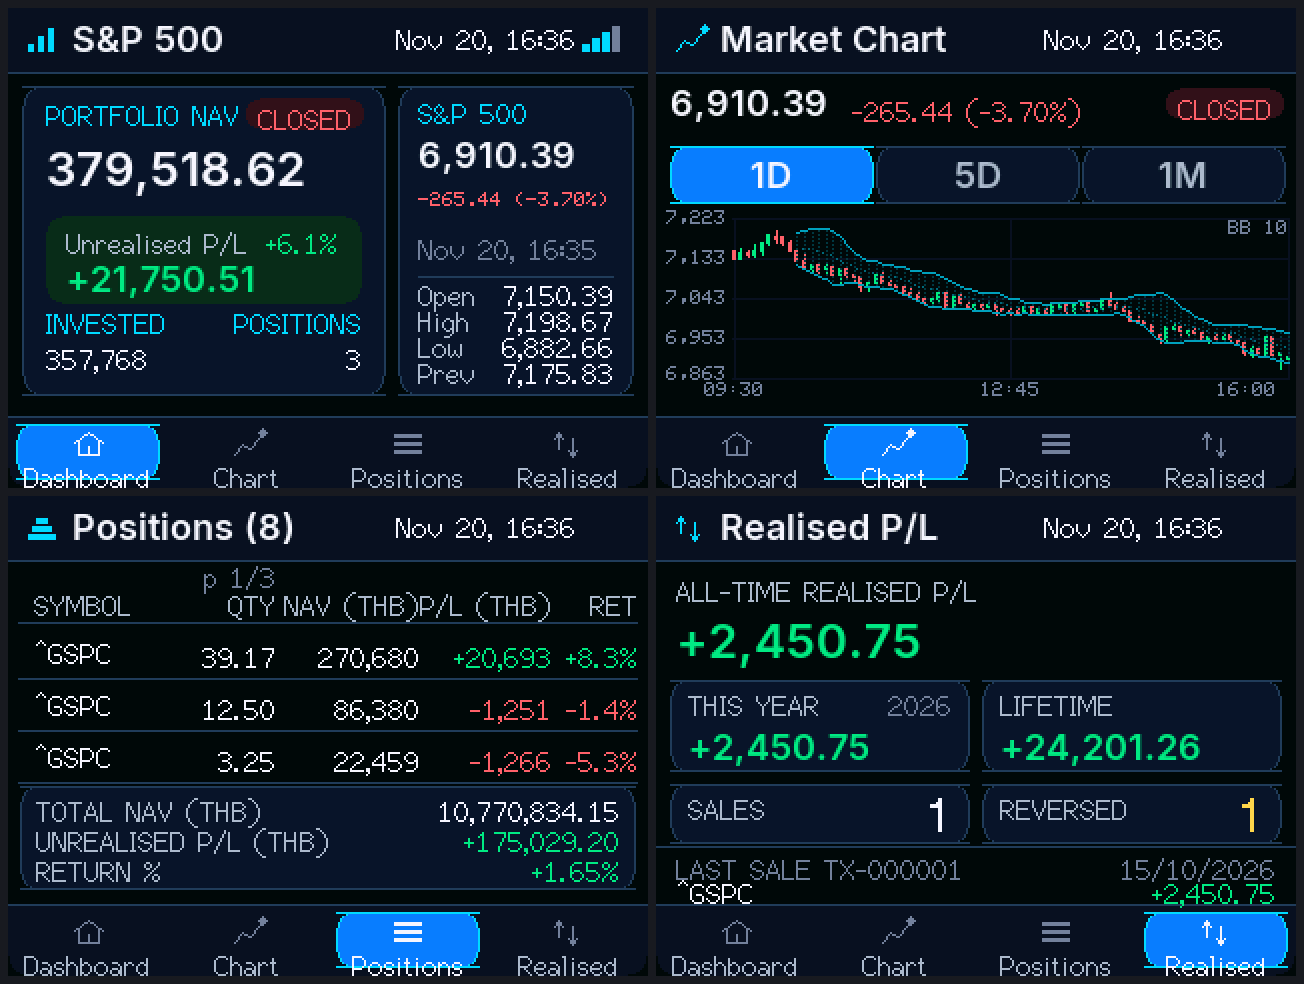 S&P 500 Nov 20, 16:36
PORTFOLIO NAV CLOSED
379,518.62
Unrealised P/L +6.1%
+21,750.51
INVESTED POSITIONS
357,768 3
S&P 500
6,910.39
-265.44 (-3.70%)
Nov 20, 16:35
Open 7,150.39
High 7,198.67
Low 6,882.66
Prev 7,175.83
Dashboard Chart Positions Realised
Market Chart Nov 20, 16:36
6,910.39 -265.44 (-3.70%) CLOSED
1D 5D 1M
7,223
BB 10
7,133
7,043
6,953
6,863
09:30 12:45 16:00
Dashboard Chart Positions Realised
Positions (8) Nov 20, 16:36
p 1/3
SYMBOL QTY NAV (THB) P/L (THB) RET
^GSPC 39.17 270,680 +20,693 +8.3%
^GSPC 12.50 86,380 -1,251 -1.4%
^GSPC 3.25 22,459 -1,266 -5.3%
TOTAL NAV (THB) 10,770,834.15
UNREALISED P/L (THB) +175,029.20
RETURN % +1.65%
Dashboard Chart Positions Realised
Realised P/L Nov 20, 16:36
ALL-TIME REALISED P/L
+2,450.75
THIS YEAR 2026
+2,450.75
LIFETIME
+24,201.26
SALES 1
REVERSED 1
LAST SALE TX-000001 15/10/2026
^GSPC +2,450.75
Dashboard Chart Positions Realised